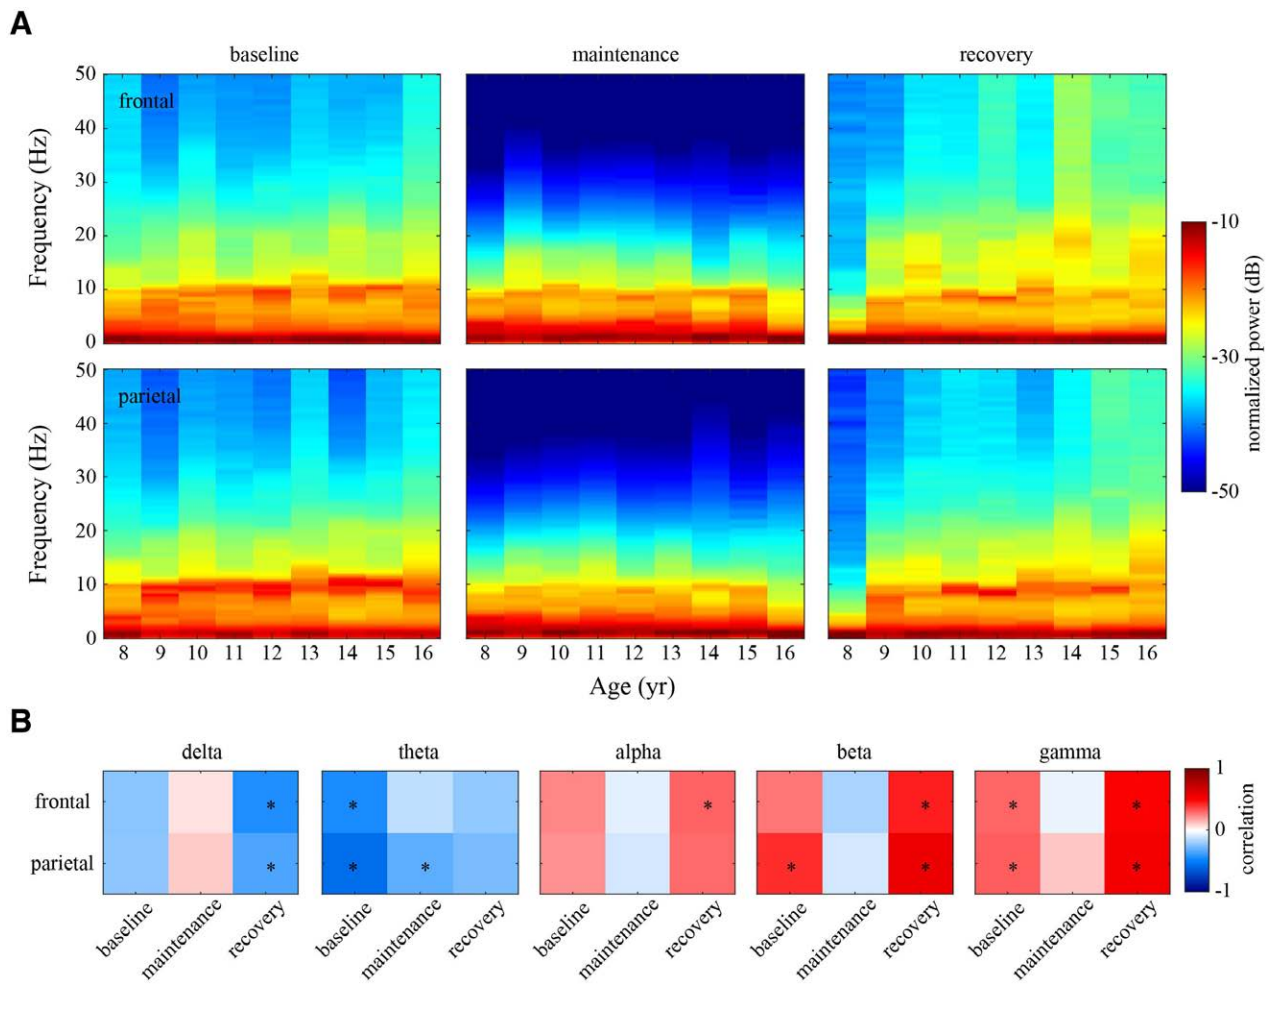 A
baseline maintenance recovery
50
40
30
20
10
0
Frequency (Hz)
frontal
-10
-30
-50
normalized power (dB)
50
40
30
20
10
0
Frequency (Hz)
parietal
8 9 10 11 12 13 14 15 16 8 9 10 11 12 13 14 15 16 8 9 10 11 12 13 14 15 16
Age (yr)
B
delta theta alpha beta gamma
frontal * * * * * *
parietal * * * * * * *
1
0
-1
correlation
baseline maintenance recovery baseline maintenance recovery baseline maintenance recovery baseline maintenance recovery baseline maintenance recovery